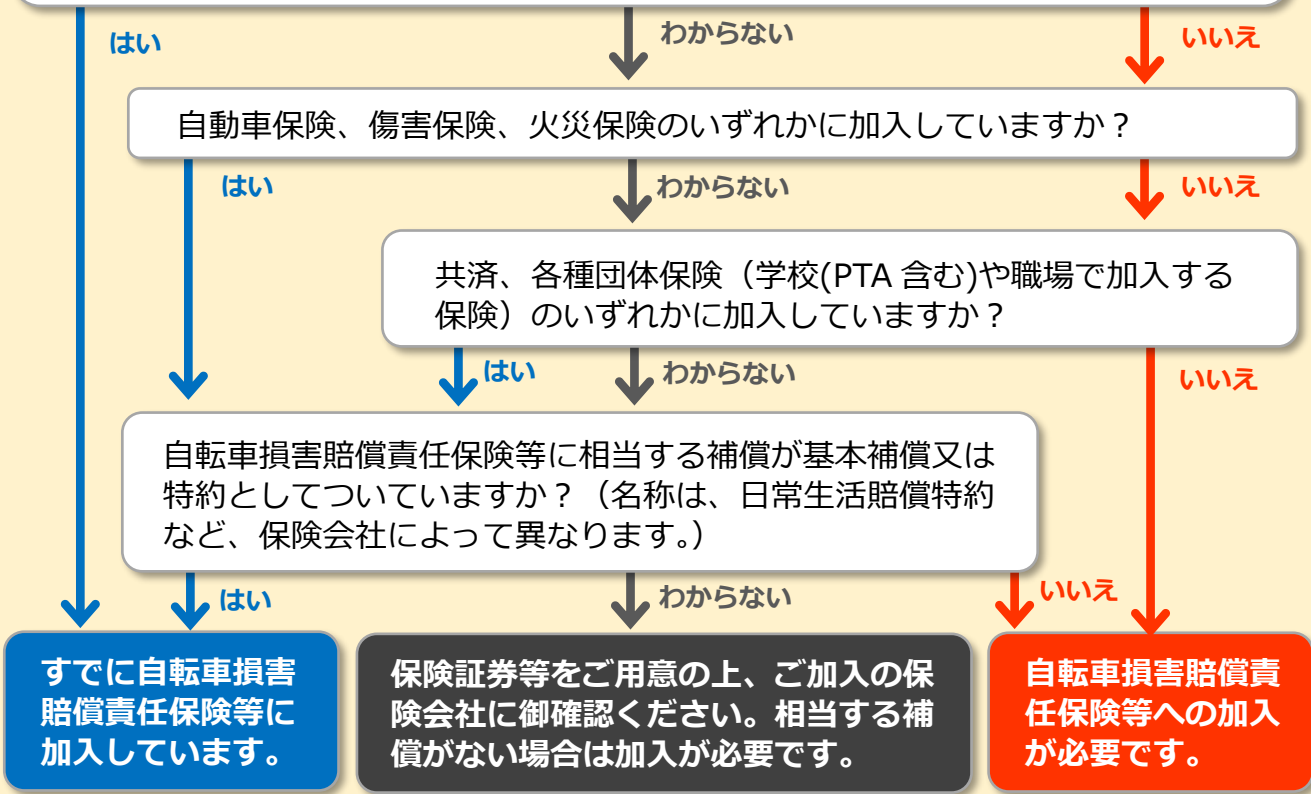 はい
わからない
いいえ
自動車保険、傷害保険、火災保険のいずれかに加入していますか？
はい
わからない
いいえ
共済、各種団体保険（学校(PTA 含む)や職場で加入する
保険）のいずれかに加入していますか？
はい
わからない
いいえ
自転車損害賠償責任保険等に相当する補償が基本補償又は
特約としてついていますか？（名称は、日常生活賠償特約
など、保険会社によって異なります。）
はい
わからない
いいえ
すでに自転車損害
賠償責任保険等に
加入しています。
保険証券等をご用意の上、ご加入の保
険会社に御確認ください。相当する補
償がない場合は加入が必要です。
自転車損害賠償責
任保険等への加入
が必要です。